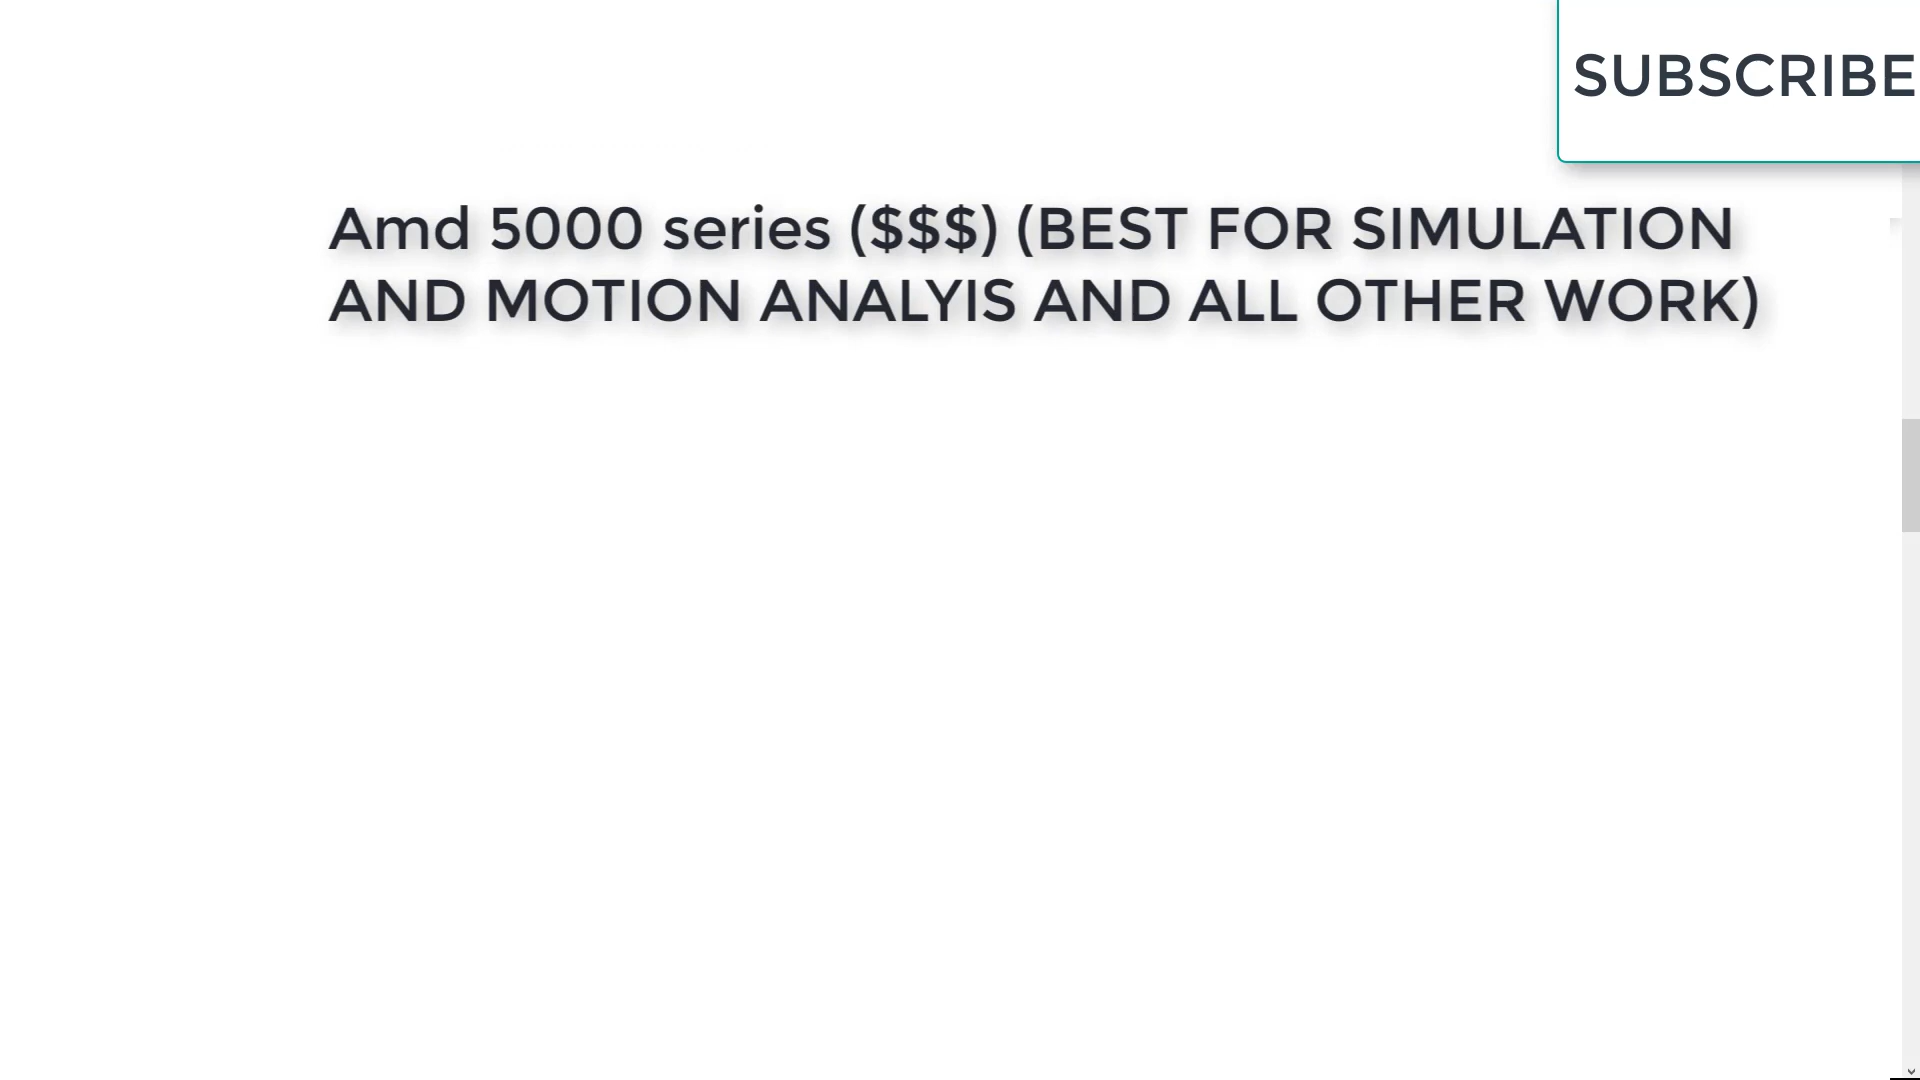 SUBSCRIBE
Amd 5000 series ($$$) (BEST FOR SIMULATION
AND MOTION ANALYIS AND ALL OTHER WORK)